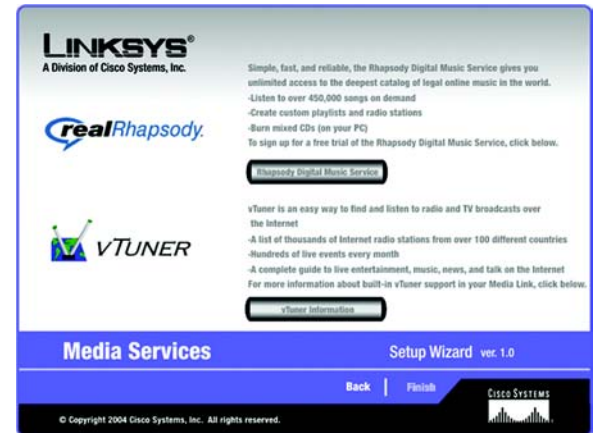 LINKSYS®
A Division of Cisco Systems, Inc.
Simple, fast, and reliable, the Rhapsody Digital Music Service gives you
unlimited access to the deepest catalog of legal online music in the world.
-Listen to over 450,000 songs on demand
-Create custom playlists and radio stations
-Burn mixed CDs (on your PC)
To sign up for a free trial of the Rhapsody Digital Music Service, click below.
realRhapsody.
Rhapsody Digital Music Service
vTuner is an easy way to find and listen to radio and TV broadcasts over
the Internet
-A list of thousands of Internet radio stations from over 100 different countries
-Hundreds of live events every month
-A complete guide to live entertainment, music, news, and talk on the Internet
For more information about built-in vTuner support in your Media Link, click below.
vTUNER
vTuner Information
Media Services
Setup Wizard ver. 1.0
Back | Finish
CISCO SYSTEMS
© Copyright 2004 Cisco Systems, Inc. All rights reserved.